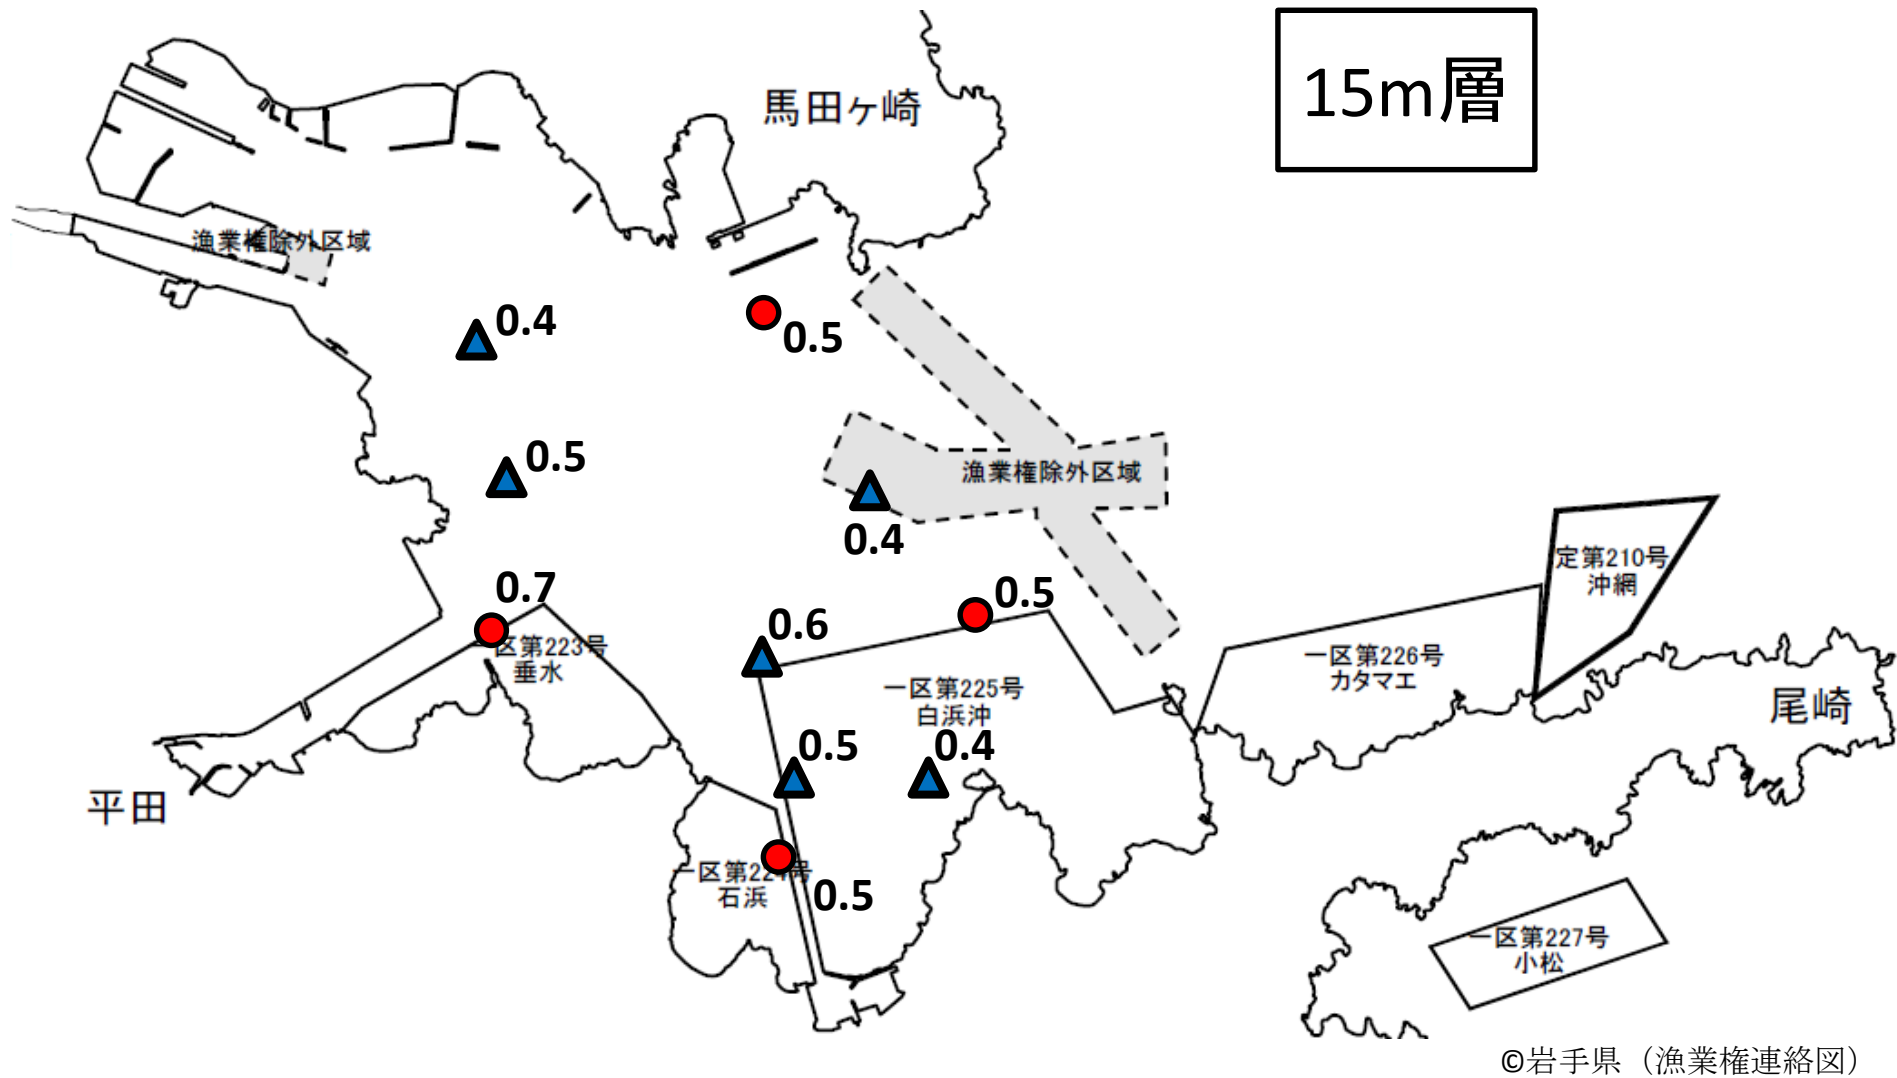 15m層
馬田ヶ崎
漁業権除外区域
0.4
0.5
0.5
漁業権除外区域
0.4
定第210号
沖網
0.7
0.5
0.6
一区第223号
垂水
一区第226号
カタマエ
一区第225号
白浜沖
尾崎
0.5
0.4
平田
一区第224号
石浜
0.5
一区第227号
小松
©岩手県（漁業権連絡図）